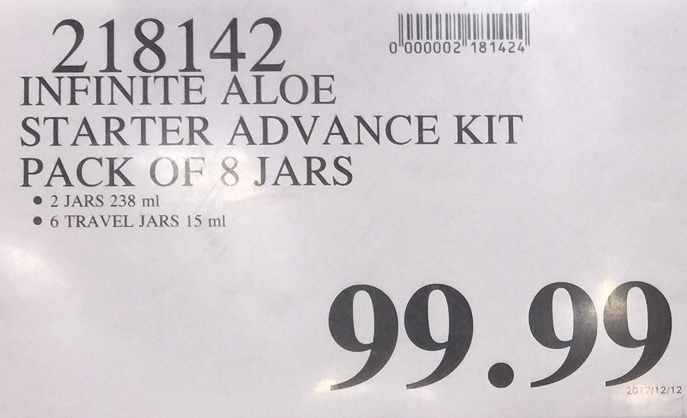 218142
0 000002 181424
INFINITE ALOE
STARTER ADVANCE KIT
PACK OF 8 JARS
• 2 JARS 238 ml
• 6 TRAVEL JARS 15 ml
99.99
2017/12/12